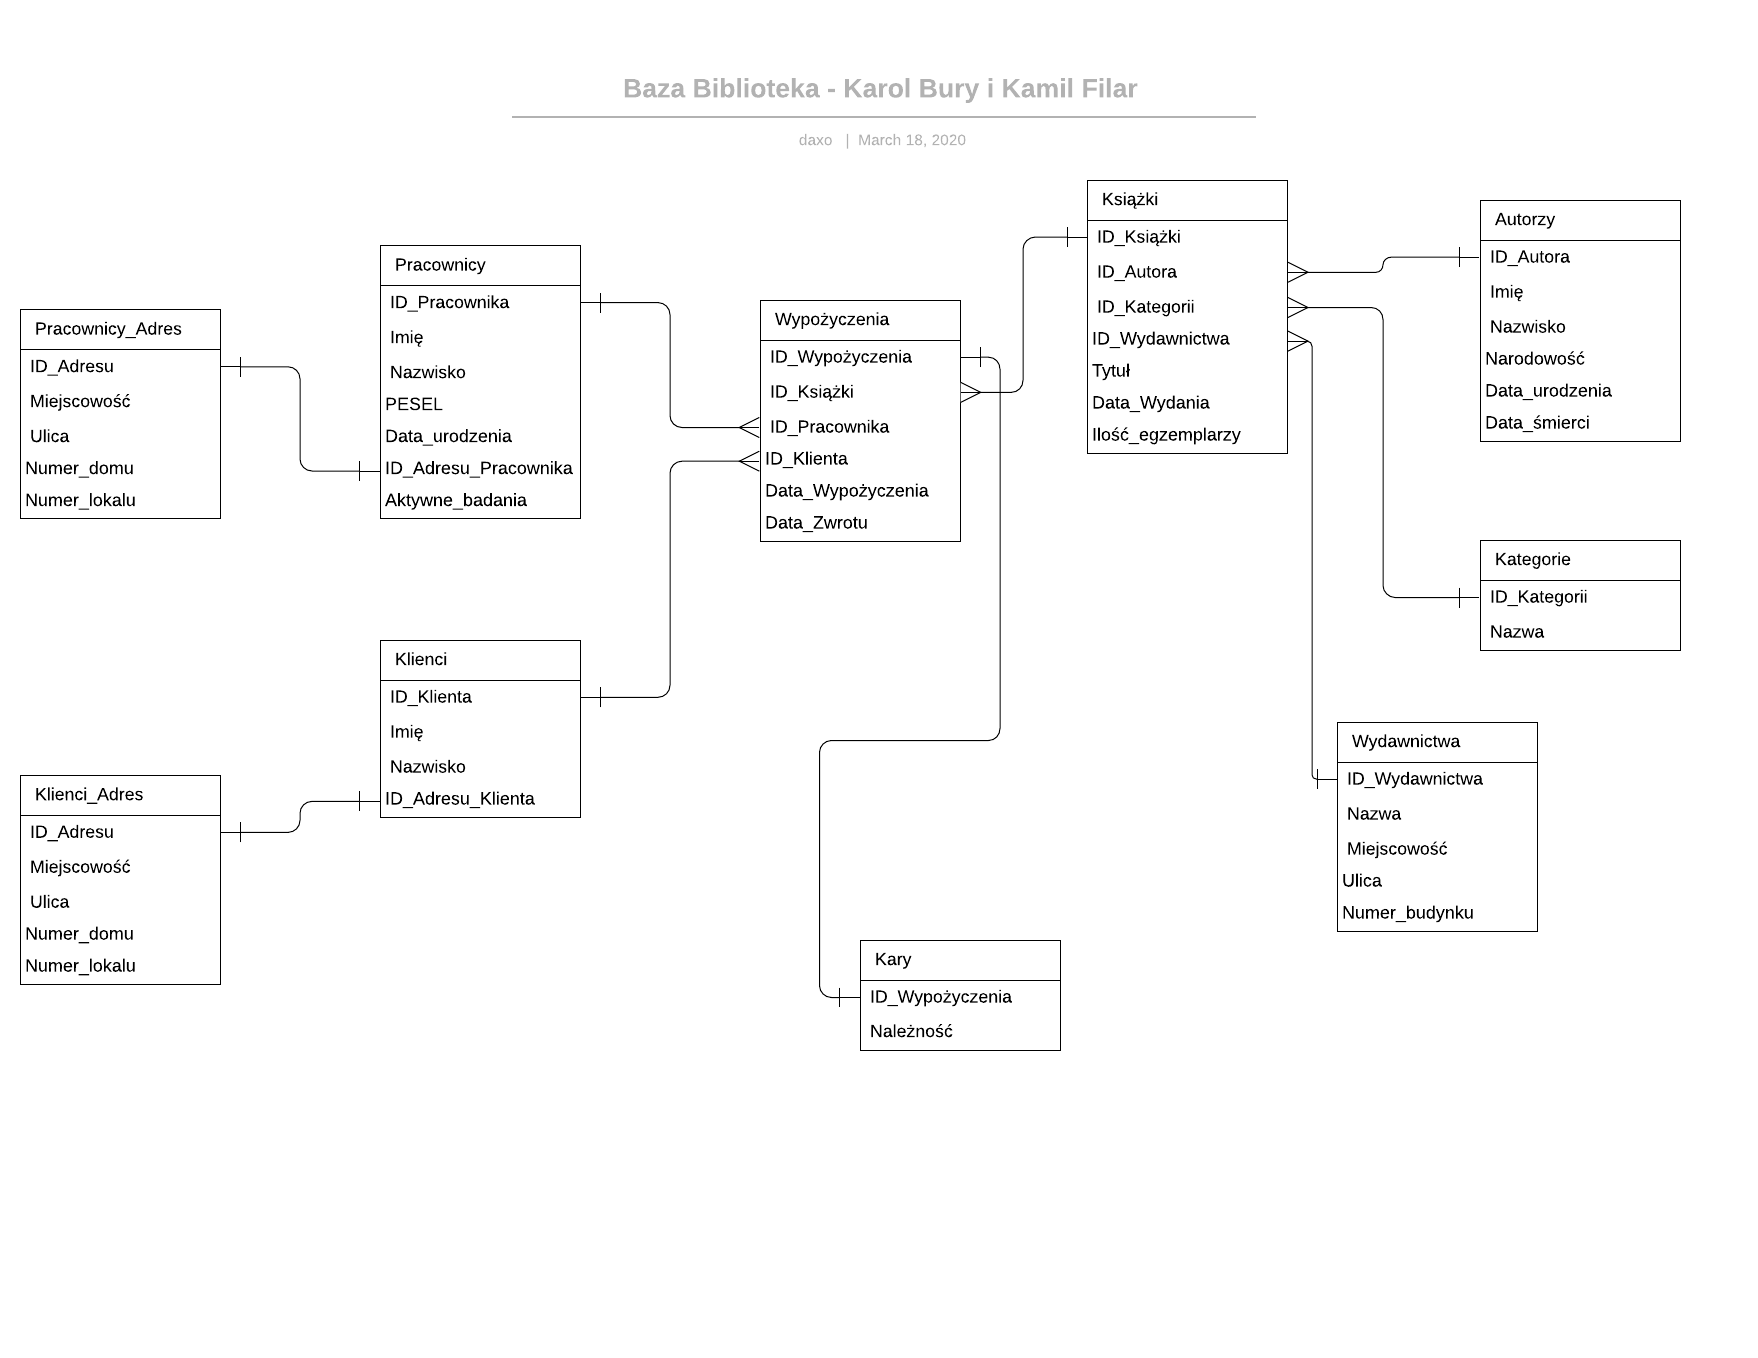 Baza Biblioteka - Karol Bury i Kamil Filar
daxo | March 18, 2020
Pracownicy_Adres
ID_Adresu
Miejscowość
Ulica
Numer_domu
Numer_lokalu
Pracownicy
ID_Pracownika
Imię
Nazwisko
PESEL
Data_urodzenia
ID_Adresu_Pracownika
Aktywne_badania
Wypożyczenia
ID_Wypożyczenia
ID_Książki
ID_Pracownika
ID_Klienta
Data_Wypożyczenia
Data_Zwrotu
Książki
ID_Książki
ID_Autora
ID_Kategorii
ID_Wydawnictwa
Tytuł
Data_Wydania
Ilość_egzemplarzy
Autorzy
ID_Autora
Imię
Nazwisko
Narodowość
Data_urodzenia
Data_śmierci
Kategorie
ID_Kategorii
Nazwa
Klienci
ID_Klienta
Imię
Nazwisko
ID_Adresu_Klienta
Klienci_Adres
ID_Adresu
Miejscowość
Ulica
Numer_domu
Numer_lokalu
Wydawnictwa
ID_Wydawnictwa
Nazwa
Miejscowość
Ulica
Numer_budynku
Kary
ID_Wypożyczenia
Należność